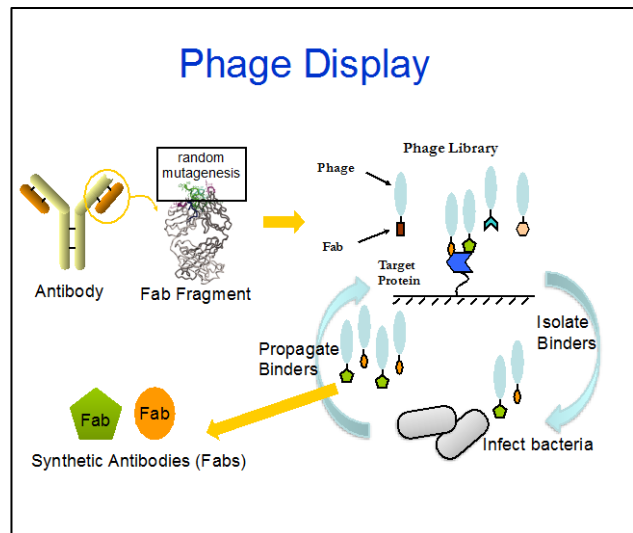 Phage Display
random
mutagenesis
Antibody
Fab Fragment
Phage Library
Phage
Fab
Target
Protein
Isolate
Binders
Propagate
Binders
Infect bacteria
Fab
Fab
Synthetic Antibodies (Fabs)